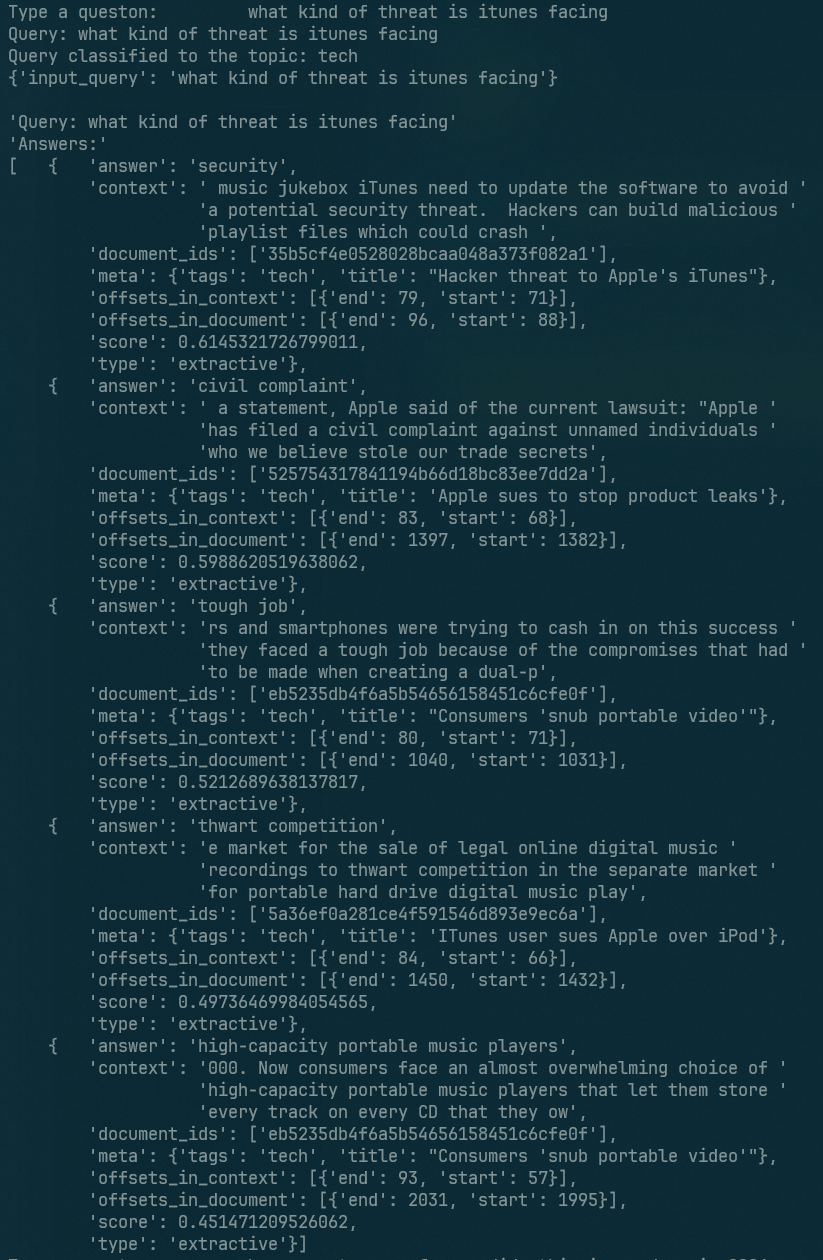 Type a queston:         what kind of threat is itunes facing
Query: what kind of threat is itunes facing
Query classified to the topic: tech
{'input_query': 'what kind of threat is itunes facing'}

'Query: what kind of threat is itunes facing'
'Answers:'
[   {   'answer': 'security',
        'context': ' music jukebox iTunes need to update the software to avoid '
                   'a potential security threat.  Hackers can build malicious '
                   'playlist files which could crash ',
        'document_ids': ['35b5cf4e0528028bcaa048a373f082a1'],
        'meta': {'tags': 'tech', 'title': "Hacker threat to Apple's iTunes"},
        'offsets_in_context': [{'end': 79, 'start': 71}],
        'offsets_in_document': [{'end': 96, 'start': 88}],
        'score': 0.6145321726799011,
        'type': 'extractive'},
    {   'answer': 'civil complaint',
        'context': ' a statement, Apple said of the current lawsuit: "Apple '
                   'has filed a civil complaint against unnamed individuals '
                   'who we believe stole our trade secrets',
        'document_ids': ['525754317841194b66d18bc83ee7dd2a'],
        'meta': {'tags': 'tech', 'title': 'Apple sues to stop product leaks'},
        'offsets_in_context': [{'end': 83, 'start': 68}],
        'offsets_in_document': [{'end': 1397, 'start': 1382}],
        'score': 0.5988620519638062,
        'type': 'extractive'},
    {   'answer': 'tough job',
        'context': 'rs and smartphones were trying to cash in on this success '
                   'they faced a tough job because of the compromises that had '
                   'to be made when creating a dual-p',
        'document_ids': ['eb5235db4f6a5b54656158451c6cfe0f'],
        'meta': {'tags': 'tech', 'title': "Consumers 'snub portable video'"},
        'offsets_in_context': [{'end': 80, 'start': 71}],
        'offsets_in_document': [{'end': 1040, 'start': 1031}],
        'score': 0.5212689638137817,
        'type': 'extractive'},
    {   'answer': 'thwart competition',
        'context': 'e market for the sale of legal online digital music '
                   'recordings to thwart competition in the separate market '
                   'for portable hard drive digital music play',
        'document_ids': ['5a36ef0a281ce4f591546d893e9ec6a'],
        'meta': {'tags': 'tech', 'title': 'ITunes user sues Apple over iPod'},
        'offsets_in_context': [{'end': 84, 'start': 66}],
        'offsets_in_document': [{'end': 1450, 'start': 1432}],
        'score': 0.49736469984054565,
        'type': 'extractive'},
    {   'answer': 'high-capacity portable music players',
        'context': '000. Now consumers face an almost overwhelming choice of '
                   'high-capacity portable music players that let them store '
                   'every track on every CD that they ow',
        'document_ids': ['eb5235db4f6a5b54656158451c6cfe0f'],
        'meta': {'tags': 'tech', 'title': "Consumers 'snub portable video'"},
        'offsets_in_context': [{'end': 93, 'start': 57}],
        'offsets_in_document': [{'end': 2031, 'start': 1995}],
        'score': 0.451471209526062,
        'type': 'extractive'}]